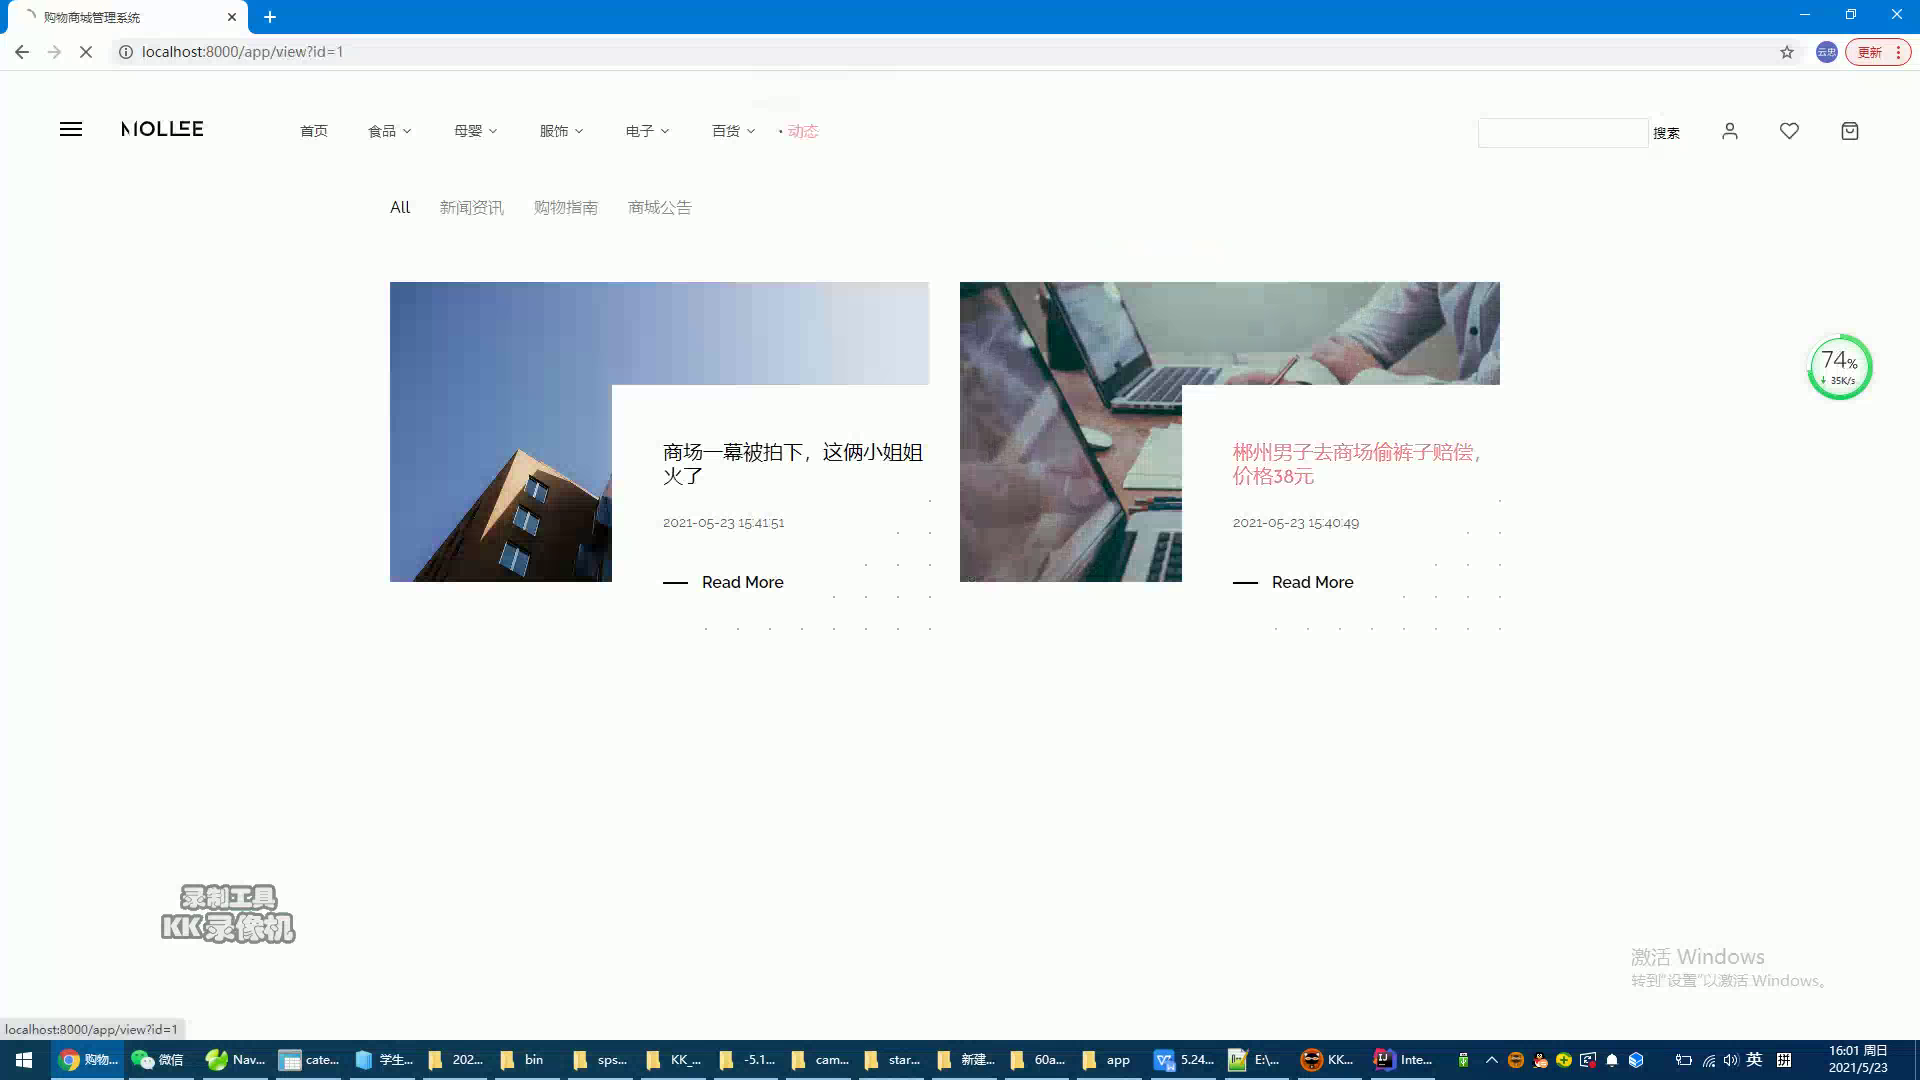 购物商城管理系统
localhost:8000/app/view?id=1
云忠
更新
MOLLEE
首页
食品
母婴
服饰
电子
百货
动态
搜索
All
新闻资讯
购物指南
商城公告
商场一幕被拍下，这俩小姐姐
火了
2021-05-23 15:41:51
Read More
郴州男子去商场偷裤子赔偿，
价格38元
2021-05-23 15:40:49
Read More
74%
35K/s
录制工具
KK录像机
激活 Windows
转到"设置"以激活 Windows。
localhost:8000/app/view?id=1
购物...
微信
Nav...
cate...
学生...
202...
bin
sps...
KK_...
-5.1...
cam...
star...
新建...
60a...
app
5.24...
E:\...
KK...
Inte...
英
拼
16:01 周日
2021/5/23